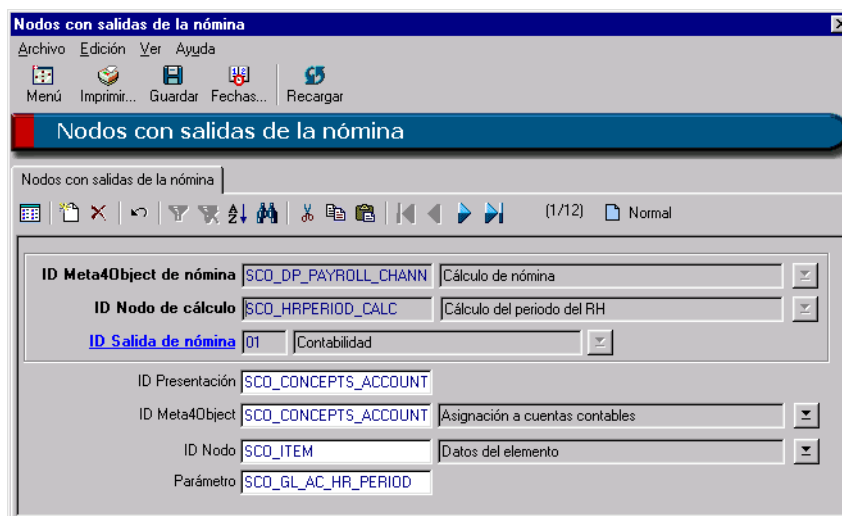 Nodos con salidas de la nómina
Archivo Edición Ver Ayuda
Menú Imprimir... Guardar Fechas... Recargar
Nodos con salidas de la nómina
Nodos con salidas de la nómina
(1/12) Normal
ID Meta4Object de nómina SCO_DP_PAYROLL_CHANN Cálculo de nómina
ID Nodo de cálculo SCO_HRPERIOD_CALC Cálculo del periodo del RH
ID Salida de nómina 01 Contabilidad
ID Presentación SCO_CONCEPTS_ACCOUNT
ID Meta4Object SCO_CONCEPTS_ACCOUNT Asignación a cuentas contables
ID Nodo SCO_ITEM Datos del elemento
Parámetro SCO_GL_AC_HR_PERIOD